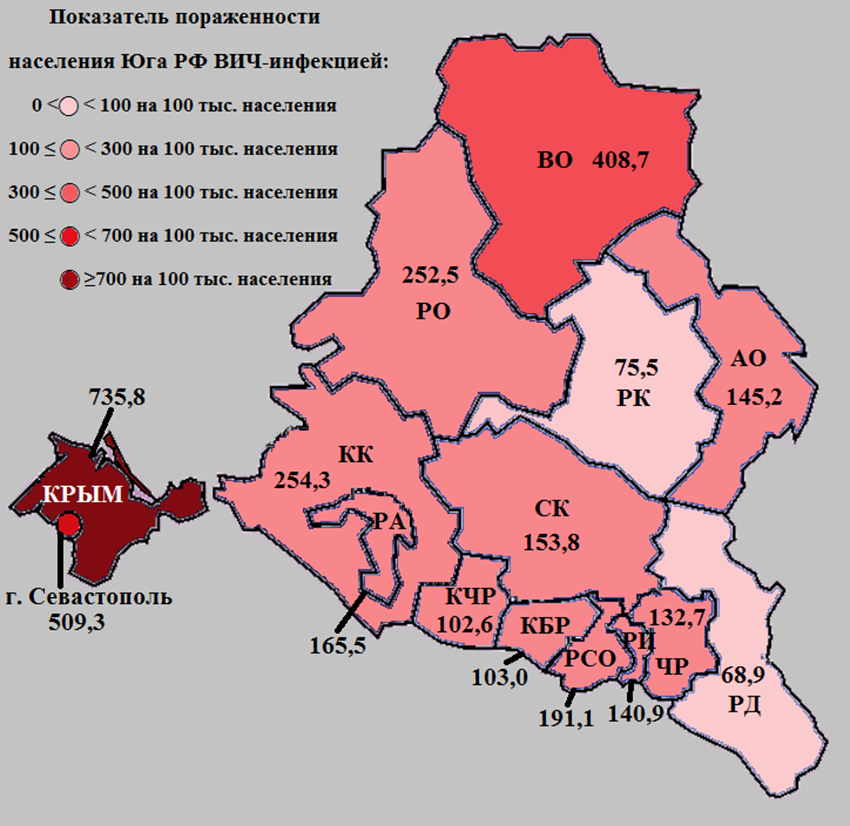 Показатель пораженности
населения Юга РФ ВИЧ-инфекцией:
0 < < 100 на 100 тыс. населения
100 ≤ < 300 на 100 тыс. населения
300 ≤ < 500 на 100 тыс. населения
500 ≤ < 700 на 100 тыс. населения
≥700 на 100 тыс. населения
ВО 408,7
252,5
РО
75,5
РК
АО
145,2
735,8
КРЫМ
г. Севастополь
509,3
КК
254,3
РА
165,5
СК
153,8
КЧР
102,6
КБР
103,0
РСО
191,1
РИ
140,9
132,7
ЧР
68,9
РД